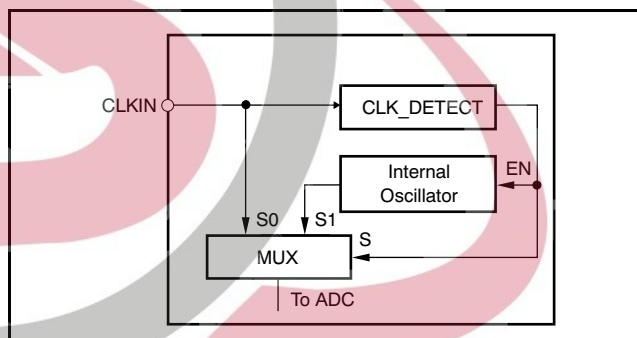 CLKIN
CLK_DETECT
Internal
Oscillator
EN
S0
S1
S
MUX
To ADC